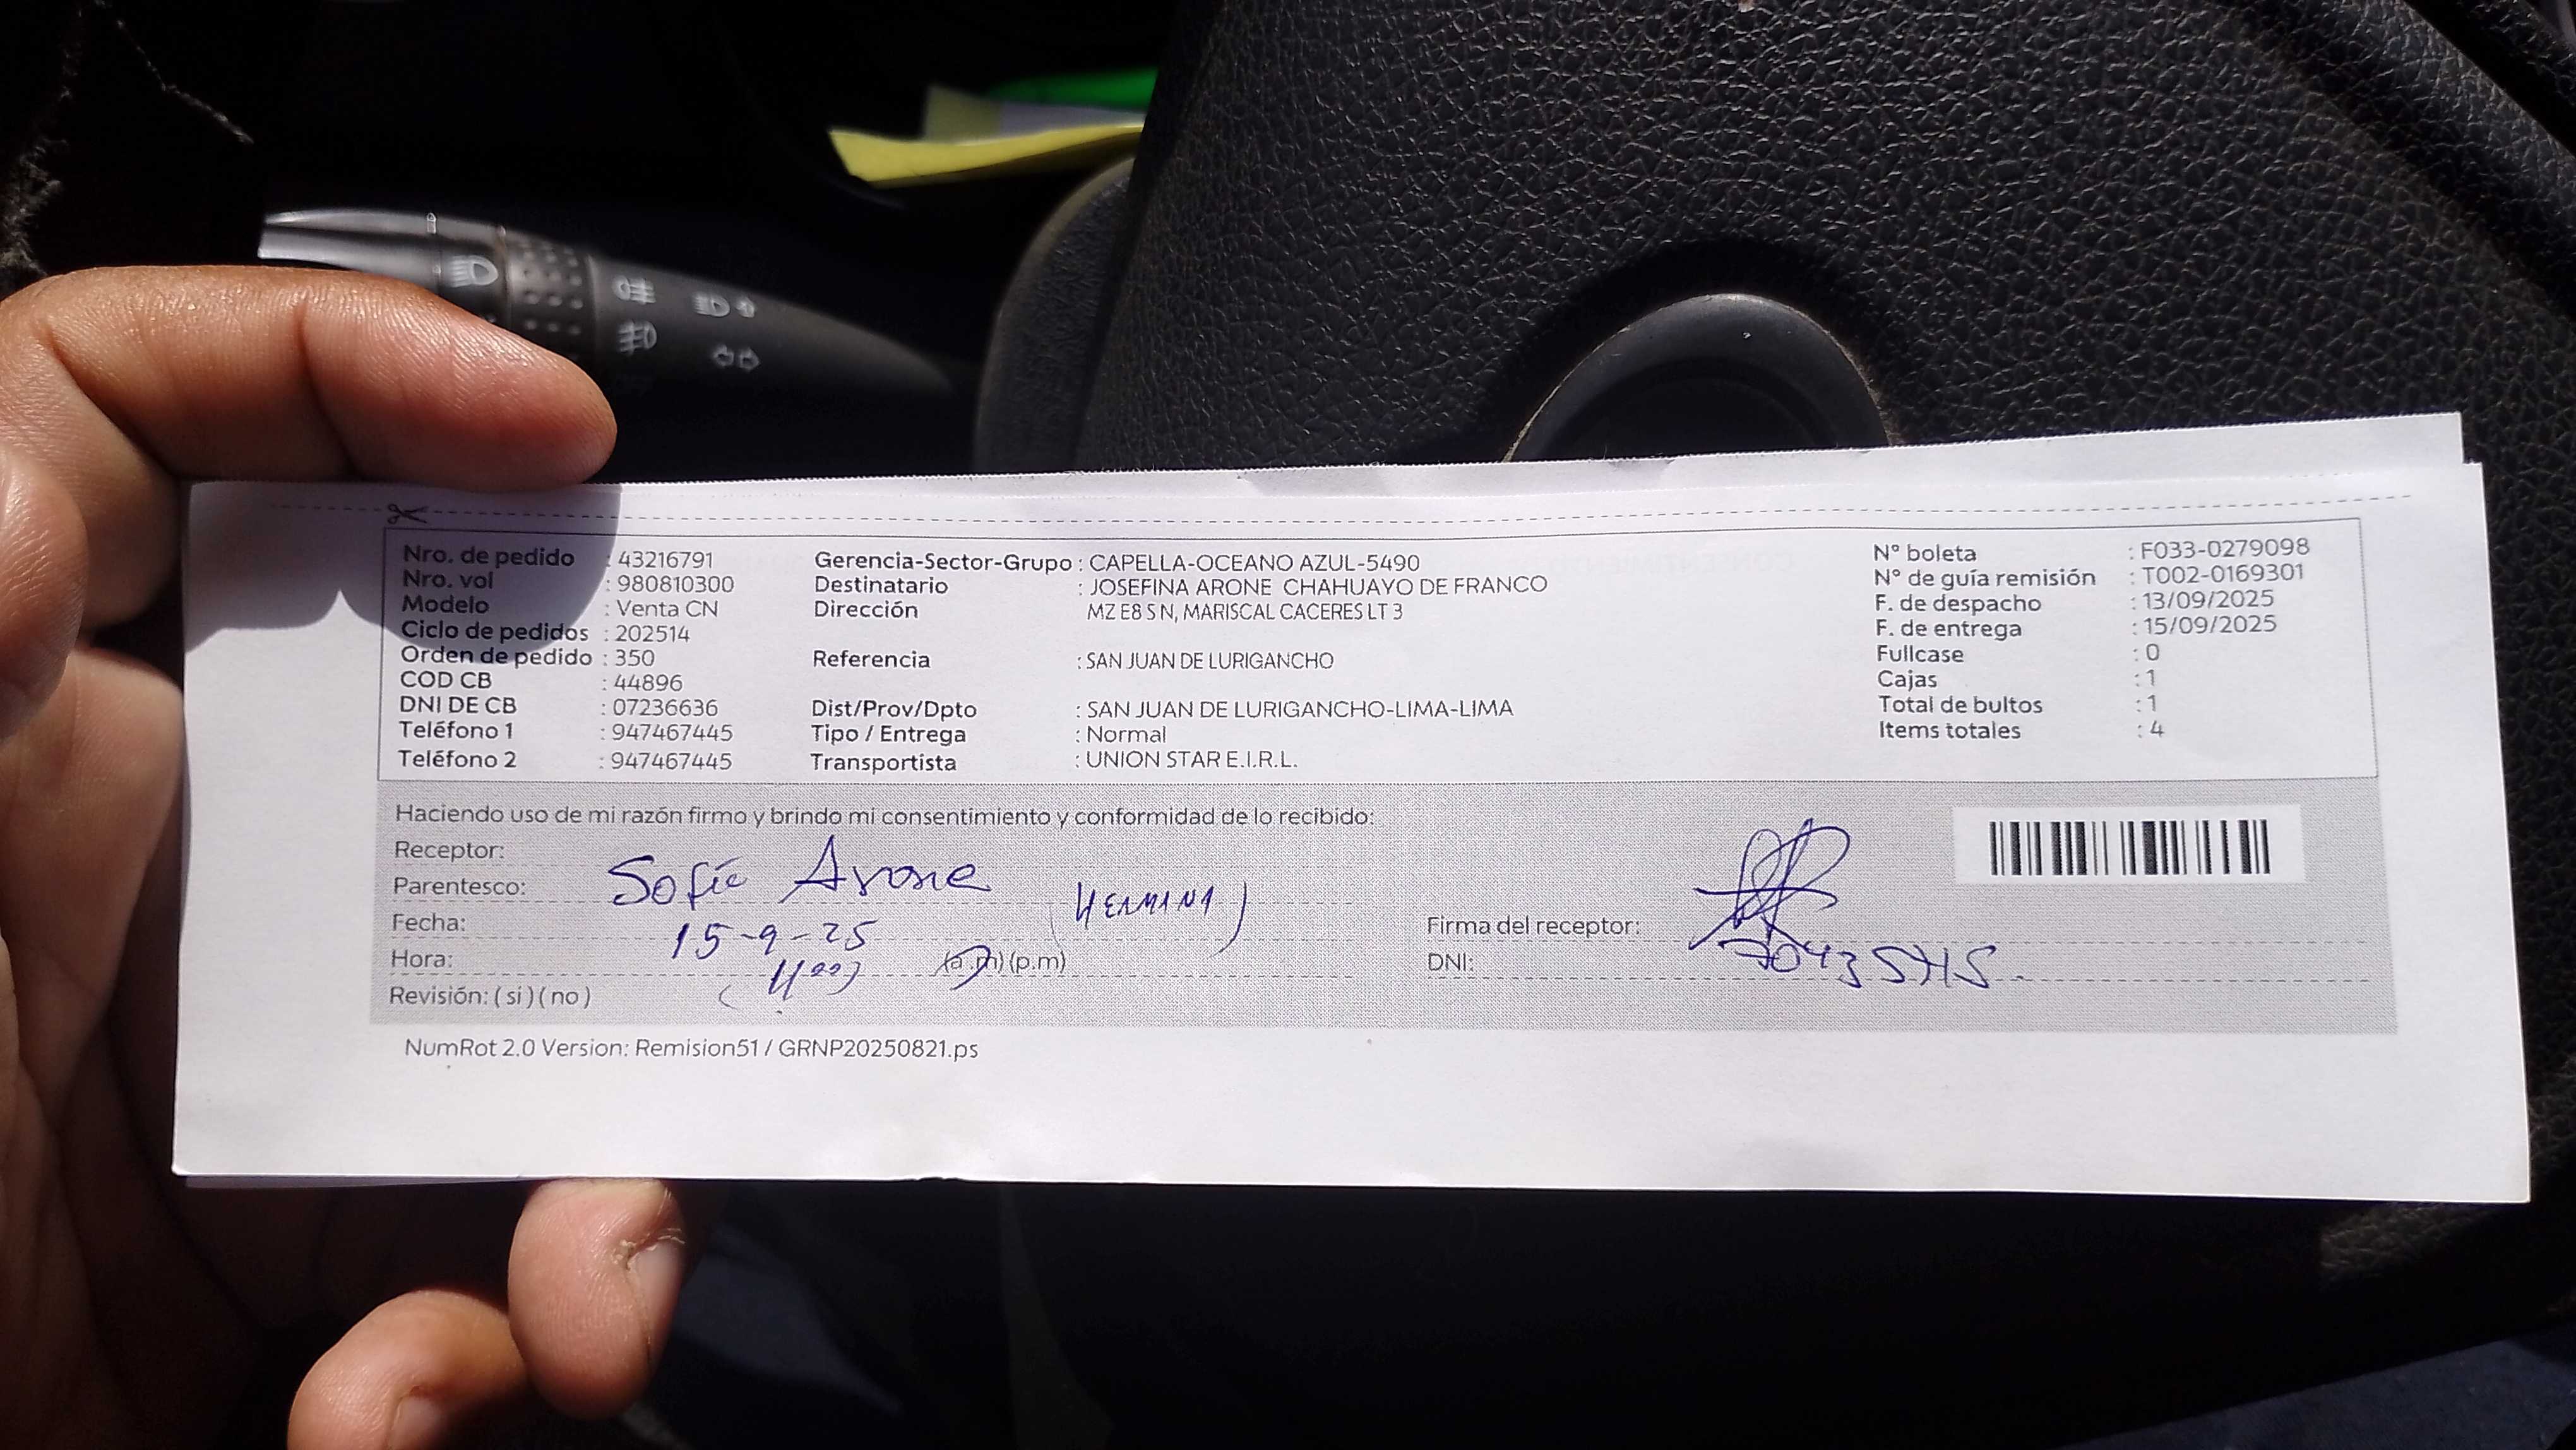 Nro. de pedido : 43216791
Nro. vol : 980810300
Modelo : Venta CN
Ciclo de pedidos : 202514
Orden de pedido : 350
COD CB : 44896
DNI DE CB : 07236636
Teléfono 1 : 947467445
Teléfono 2 : 947467445
Gerencia-Sector-Grupo : CAPELLA-OCEANO AZUL-5490
Destinatario : JOSEFINA ARONE CHAHUAYO DE FRANCO
Dirección MZ E8 S N, MARISCAL CACERES LT 3
Referencia : SAN JUAN DE LURIGANCHO
Dist/Prov/Dpto : SAN JUAN DE LURIGANCHO-LIMA-LIMA
Tipo / Entrega : Normal
Transportista : UNION STAR E.I.R.L.
N° boleta : F033-0279098
N° de guía remisión : T002-0169301
F. de despacho : 13/09/2025
F. de entrega : 15/09/2025
Fullcase : 0
Cajas : 1
Total de bultos : 1
Items totales : 4
Haciendo uso de mi razón firmo y brindo mi consentimiento y conformidad de lo recibido:
Receptor: Sofie Arone
Parentesco: (HERMANA)
Fecha: 15-9-25
Hora: (a.m) (p.m)
Revisión: ( si ) ( no )
Firma del receptor:
DNI:
NumRot 2.0 Version: Remision51 / GRNP20250821.ps